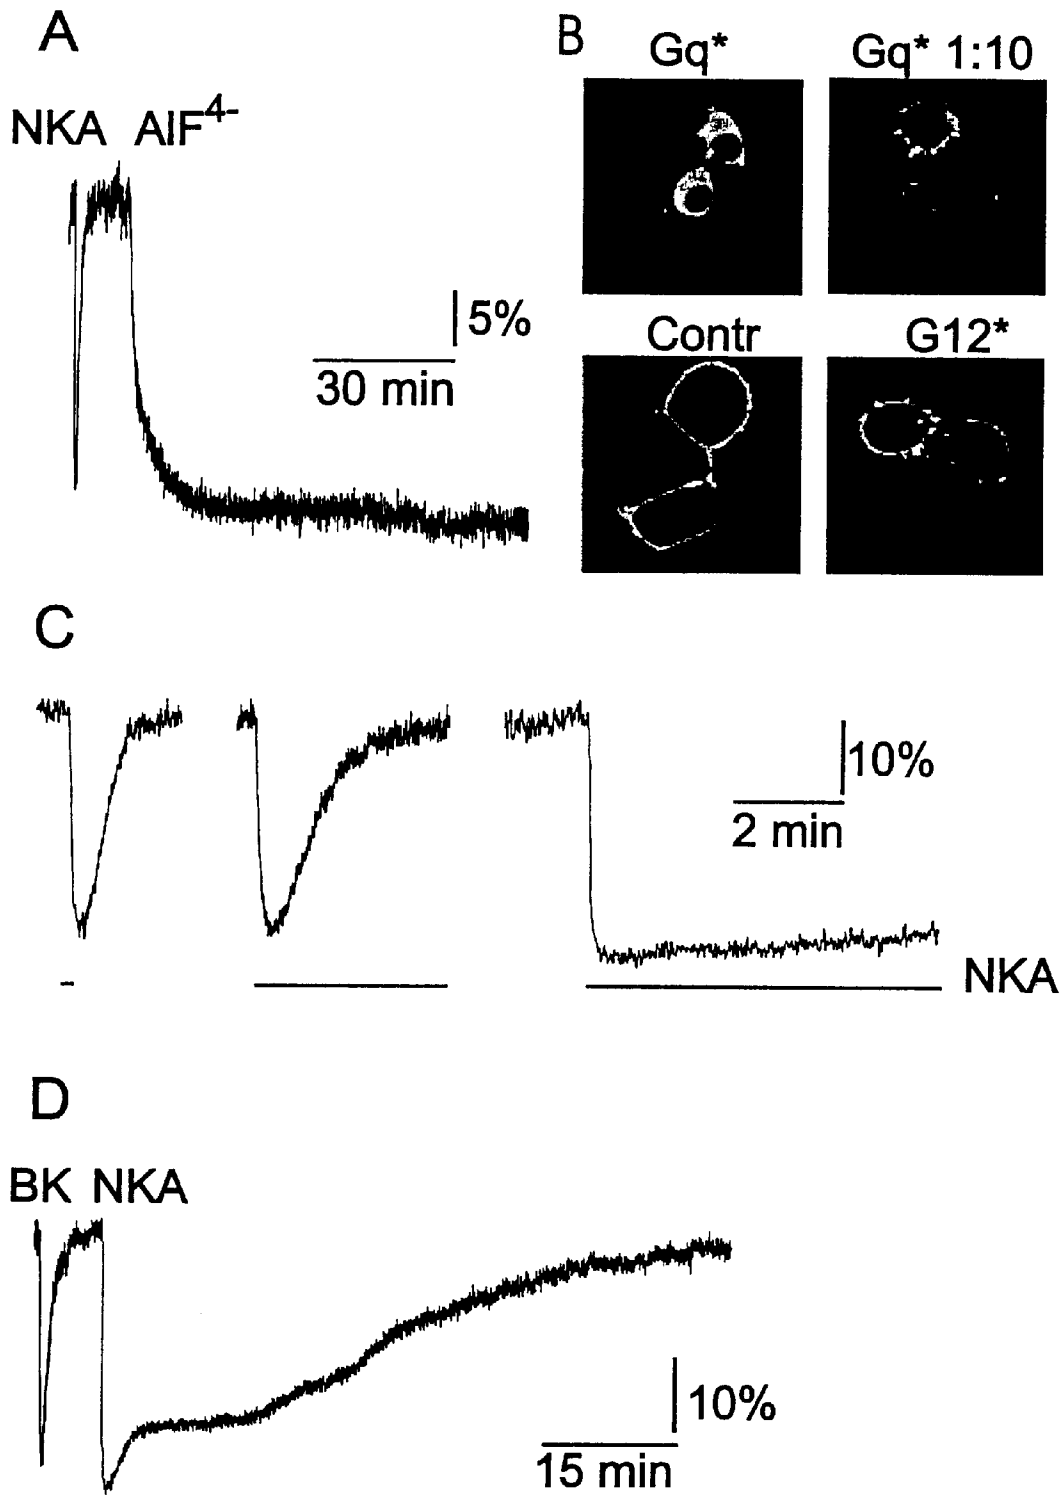 A
NKA AlF4-
5%
30 min
B
Gq*
Gq* 1:10
Contr
G12*
C
10%
2 min
NKA
D
BK NKA
10%
15 min